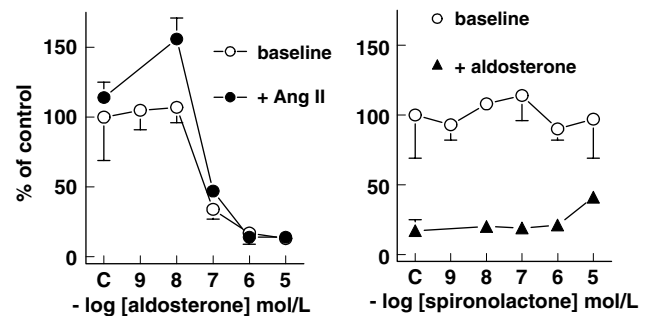 % of control
150
100
50
0
baseline
+ Ang II
C 9 8 7 6 5
- log [aldosterone] mol/L
150
100
50
0
baseline
+ aldosterone
C 9 8 7 6 5
- log [spironolactone] mol/L